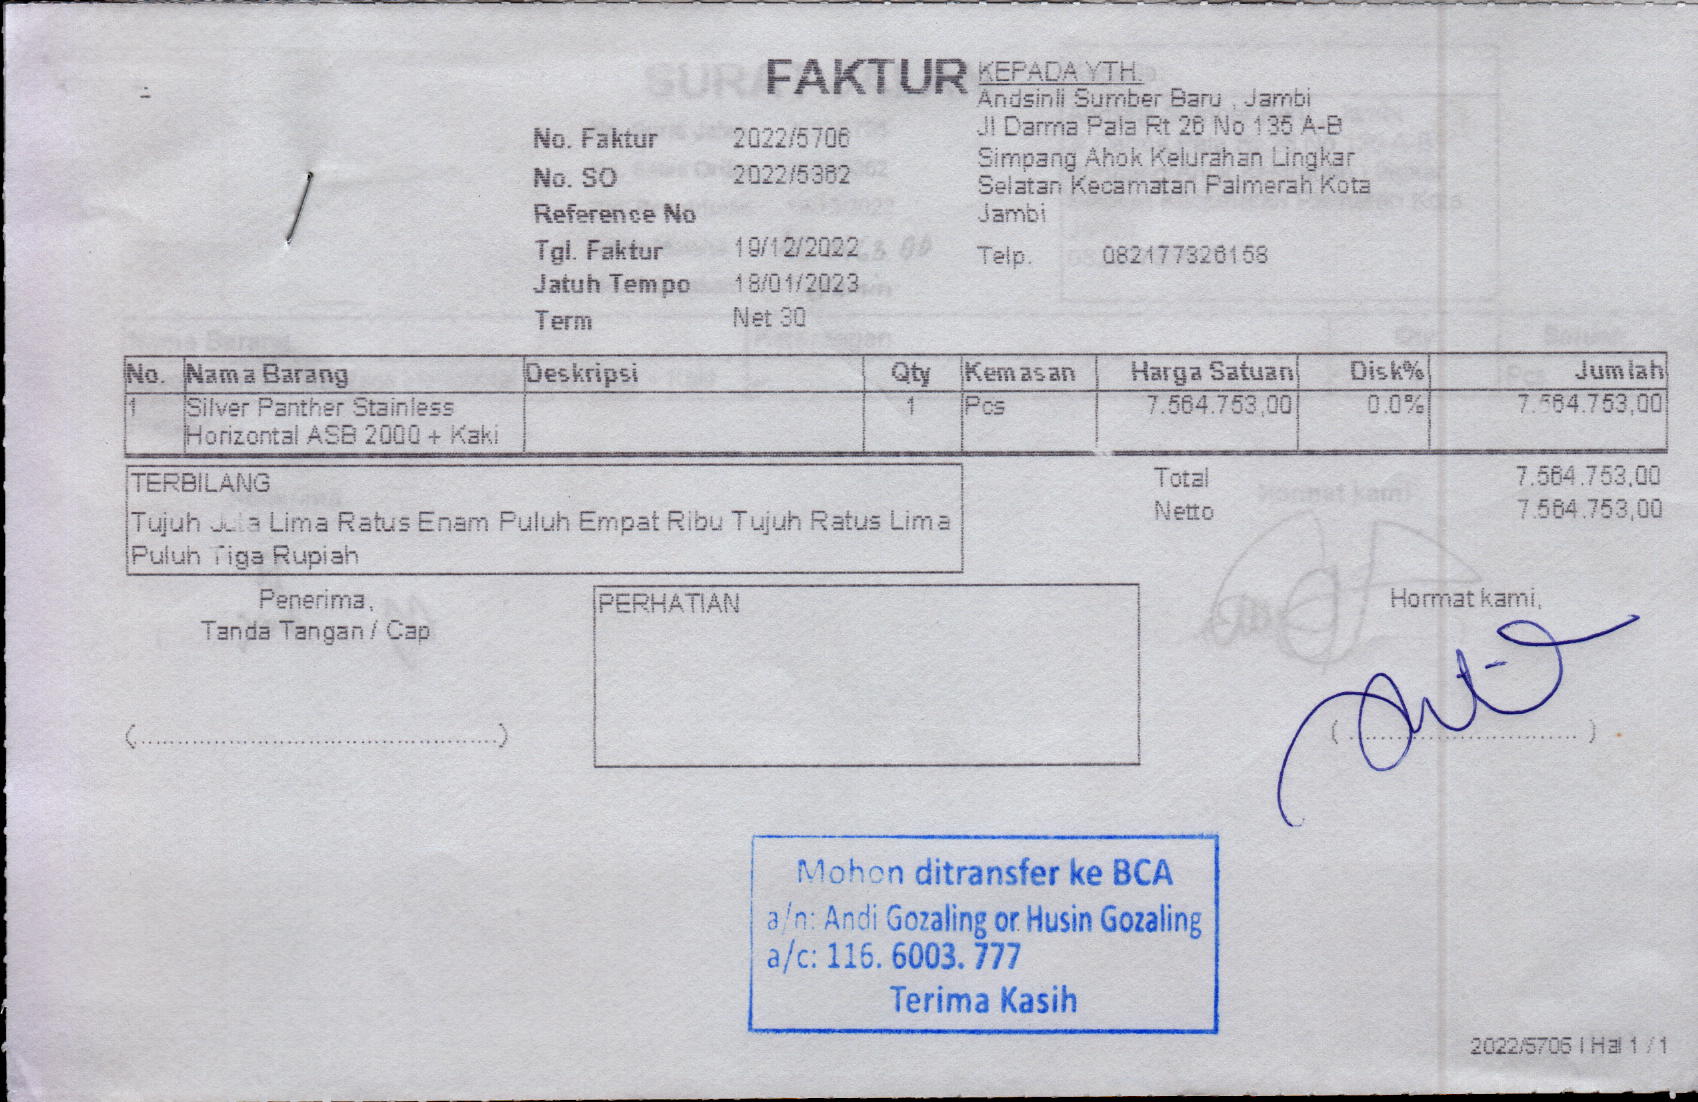 FAKTUR
No. Faktur 2022/5706
No. SO 2022/5362
Reference No
Tgl. Faktur 19/12/2022
Jatuh Tempo 18/01/2023
Term Net 30
KEPADA YTH.
Andsinli Sumber Baru , Jambi
Jl Darma Pala Rt 26 No 135 A-B
Simpang Ahok Kelurahan Lingkar
Selatan Kecamatan Palmerah Kota
Jambi
Telp. 082177326158
No. Nama Barang Deskripsi Qty Kemasan Harga Satuan Disk% Jumlah
1 Silver Panther Stainless 1 Pcs 7.564.753,00 0.0% 7.564.753,00
Horizontal ASB 2000 + Kaki
TERBILANG
Tujuh Juta Lima Ratus Enam Puluh Empat Ribu Tujuh Ratus Lima
Puluh Tiga Rupiah
Total 7.564.753,00
Netto 7.564.753,00
Penerima,
Tanda Tangan / Cap
(................................................)
PERHATIAN
Hormat kami,
(................................)
Mohon ditransfer ke BCA
a/n: Andi Gozaling or Husin Gozaling
a/c: 116. 6003. 777
Terima Kasih
2022/5706 | Hal 1 / 1